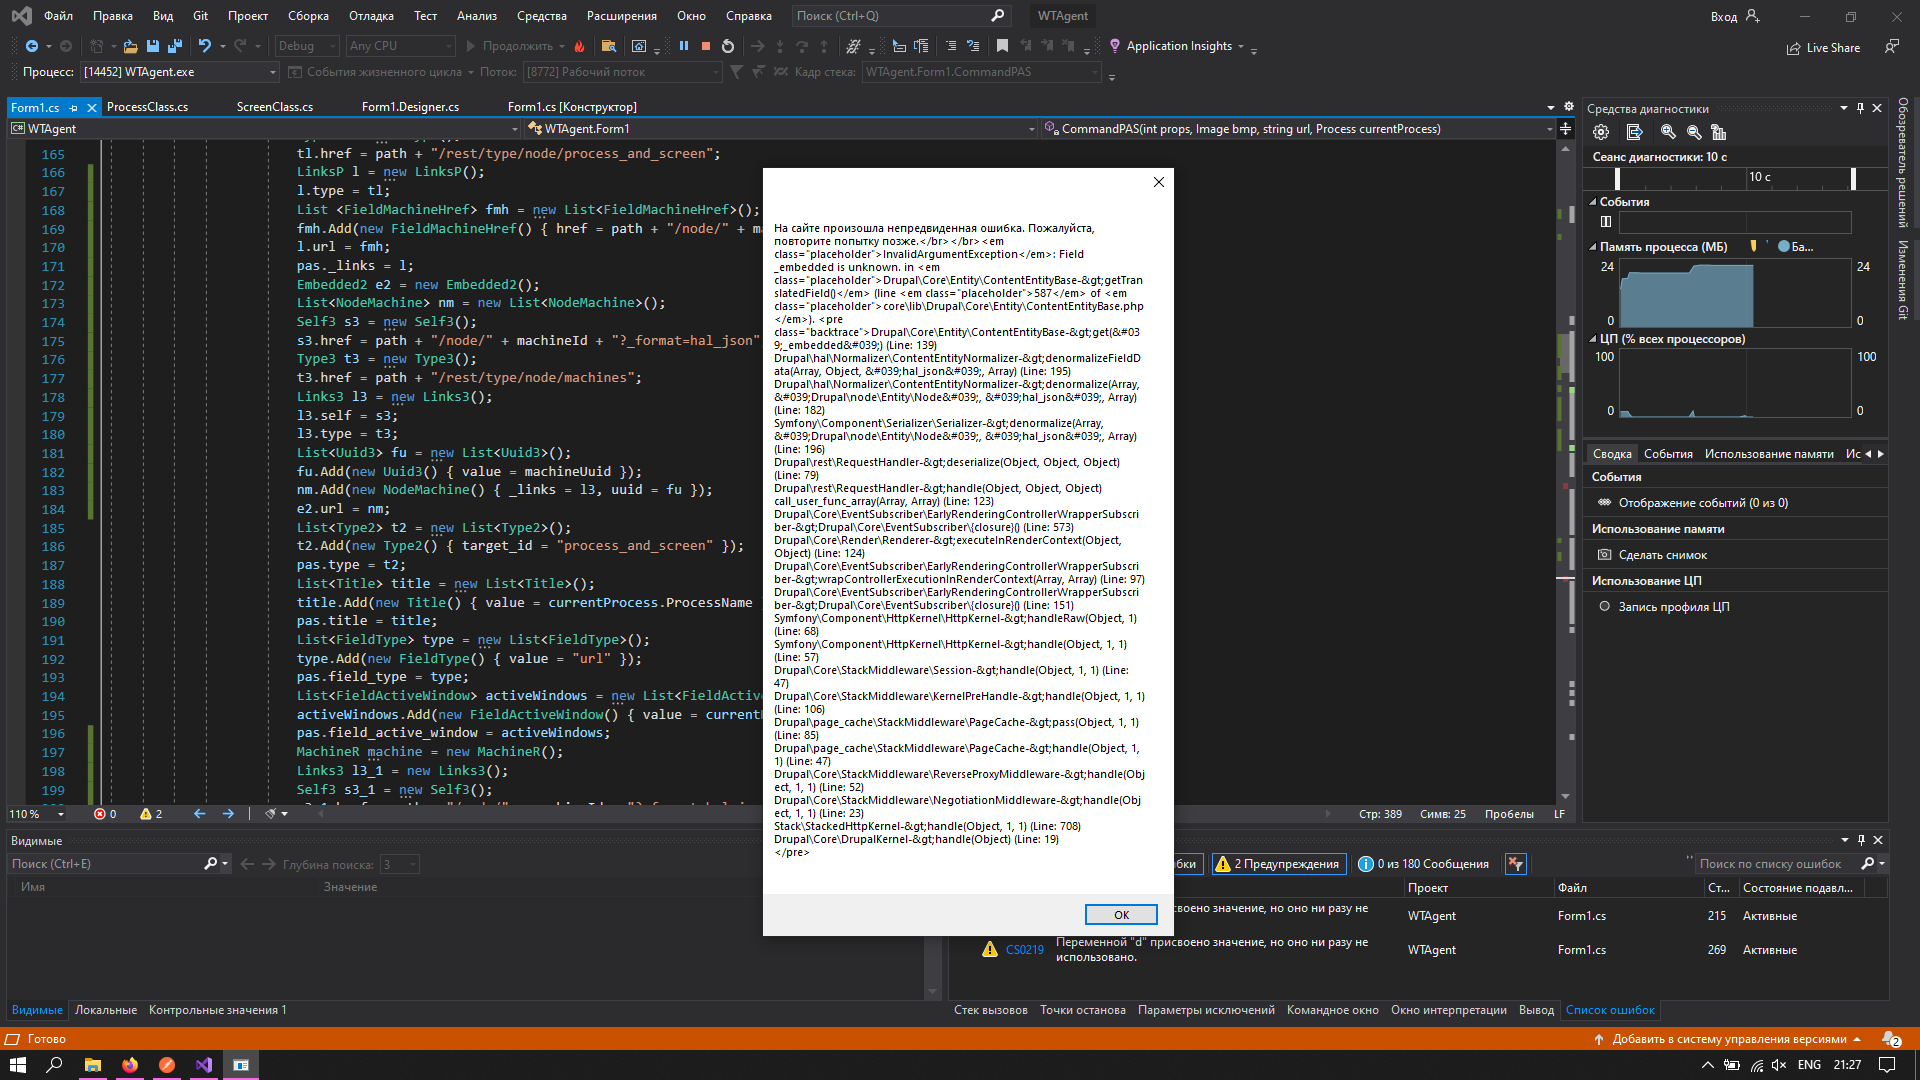 Файл Правка Вид Git Проект Сборка Отладка Тест Анализ Средства Расширения Окно Справка Поиск (Ctrl+Q) WTAgent Вход
Debug Any CPU Продолжить Application Insights Live Share
Процесс: [14452] WTAgent.exe События жизненного цикла Поток: [8772] Рабочий поток Кадр стека: WTAgent.Form1.CommandPAS
Form1.cs ProcessClass.cs ScreenClass.cs Form1.Designer.cs Form1.cs [Конструктор]
WTAgent WTAgent.Form1 CommandPAS(int props, Image bmp, string url, Process currentProcess)
165 tl.href = path + "/rest/type/node/process_and_screen";
166 LinksP l = new LinksP();
167 l.type = tl;
168 List <FieldMachineHref> fmh = new List<FieldMachineHref>();
169 fmh.Add(new FieldMachineHref() { href = path + "/node/" + ma
170 l.url = fmh;
171 pas._links = l;
172 Embedded2 e2 = new Embedded2();
173 List<NodeMachine> nm = new List<NodeMachine>();
174 Self3 s3 = new Self3();
175 s3.href = path + "/node/" + machineId + "?_format=hal_json"
176 Type3 t3 = new Type3();
177 t3.href = path + "/rest/type/node/machines";
178 Links3 l3 = new Links3();
179 l3.self = s3;
180 l3.type = t3;
181 List<Uuid3> fu = new List<Uuid3>();
182 fu.Add(new Uuid3() { value = machineUuid });
183 nm.Add(new NodeMachine() { _links = l3, uuid = fu });
184 e2.url = nm;
185 List<Type2> t2 = new List<Type2>();
186 t2.Add(new Type2() { target_id = "process_and_screen" });
187 pas.type = t2;
188 List<Title> title = new List<Title>();
189 title.Add(new Title() { value = currentProcess.ProcessName
190 pas.title = title;
191 List<FieldType> type = new List<FieldType>();
192 type.Add(new FieldType() { value = "url" });
193 pas.field_type = type;
194 List<FieldActiveWindow> activeWindows = new List<FieldActive
195 activeWindows.Add(new FieldActiveWindow() { value = current
196 pas.field_active_window = activeWindows;
197 MachineR machine = new MachineR();
198 Links3 l3_1 = new Links3();
199 Self3 s3_1 = new Self3();
110 % 0 2 Стр: 389 Симв: 25 Пробелы LF
На сайте произошла непредвиденная ошибка. Пожалуйста,
повторите попытку позже.</br></br><em
class="placeholder">InvalidArgumentException</em>: Field
_embedded is unknown. in <em
class="placeholder">Drupal\Core\Entity\ContentEntityBase-&gt;getTran
slatedField()</em> (line <em class="placeholder">587</em> of <em
class="placeholder">core\lib\Drupal\Core\Entity\ContentEntityBase.php
</em>). <pre
class="backtrace">Drupal\Core\Entity\ContentEntityBase-&gt;get(&#03
9;_embedded&#039;) (Line: 139)
Drupal\hal\Normalizer\ContentEntityNormalizer-&gt;denormalizeFieldD
ata(Array, Object, &#039;hal_json&#039;, Array) (Line: 195)
Drupal\hal\Normalizer\ContentEntityNormalizer-&gt;denormalize(Array,
&#039;Drupal\node\Entity\Node&#039;, &#039;hal_json&#039;, Array)
(Line: 182)
Symfony\Component\Serializer\Serializer-&gt;denormalize(Array,
&#039;Drupal\node\Entity\Node&#039;, &#039;hal_json&#039;, Array)
(Line: 196)
Drupal\rest\RequestHandler-&gt;deserialize(Object, Object, Object)
(Line: 79)
Drupal\rest\RequestHandler-&gt;handle(Object, Object, Object)
call_user_func_array(Array, Array) (Line: 123)
Drupal\Core\EventSubscriber\EarlyRenderingControllerWrapperSubscri
ber-&gt;Drupal\Core\EventSubscriber\{closure}() (Line: 573)
Drupal\Core\Render\Renderer-&gt;executeInRenderContext(Object,
Object) (Line: 124)
Drupal\Core\EventSubscriber\EarlyRenderingControllerWrapperSubscri
ber-&gt;wrapControllerExecutionInRenderContext(Array, Array) (Line: 97)
Drupal\Core\EventSubscriber\EarlyRenderingControllerWrapperSubscri
ber-&gt;Drupal\Core\EventSubscriber\{closure}() (Line: 151)
Symfony\Component\HttpKernel\HttpKernel-&gt;handleRaw(Object, 1)
(Line: 68)
Symfony\Component\HttpKernel\HttpKernel-&gt;handle(Object, 1, 1)
(Line: 57)
Drupal\Core\StackMiddleware\Session-&gt;handle(Object, 1, 1) (Line:
47)
Drupal\Core\StackMiddleware\KernelPreHandle-&gt;handle(Object, 1, 1)
(Line: 106)
Drupal\page_cache\StackMiddleware\PageCache-&gt;pass(Object, 1, 1)
(Line: 85)
Drupal\page_cache\StackMiddleware\PageCache-&gt;handle(Object, 1,
1) (Line: 47)
Drupal\Core\StackMiddleware\ReverseProxyMiddleware-&gt;handle(Obj
ect, 1, 1) (Line: 52)
Drupal\Core\StackMiddleware\NegotiationMiddleware-&gt;handle(Obj
ect, 1, 1) (Line: 23)
Stack\StackedHttpKernel-&gt;handle(Object, 1, 1) (Line: 708)
Drupal\Core\DrupalKernel-&gt;handle(Object) (Line: 19)
</pre>
OK
Средства диагностики
Сеанс диагностики: 10 с
10 с
События
Память процесса (МБ) Ба...
24 24
0 0
ЦП (% всех процессоров)
100 100
0 0
Сводка События Использование памяти Ис
События
Отображение событий (0 из 0)
Использование памяти
Сделать снимок
Использование ЦП
Запись профиля ЦП
Обозреватель решений
Изменения Git
Видимые
Поиск (Ctrl+E) Глубина поиска: 3
Имя Значение
бки 2 Предупреждения 0 из 180 Сообщения Поиск по списку ошибок
Проект Файл Ст... Состояние подавл...
своено значение, но оно ни разу не WTAgent Form1.cs 215 Активные
CS0219 Переменной "d" присвоено значение, но оно ни разу не WTAgent Form1.cs 269 Активные
использовано.
Видимые Локальные Контрольные значения 1
Стек вызовов Точки останова Параметры исключений Командное окно Окно интерпретации Вывод Список ошибок
Готово Добавить в систему управления версиями 2
ENG 21:27